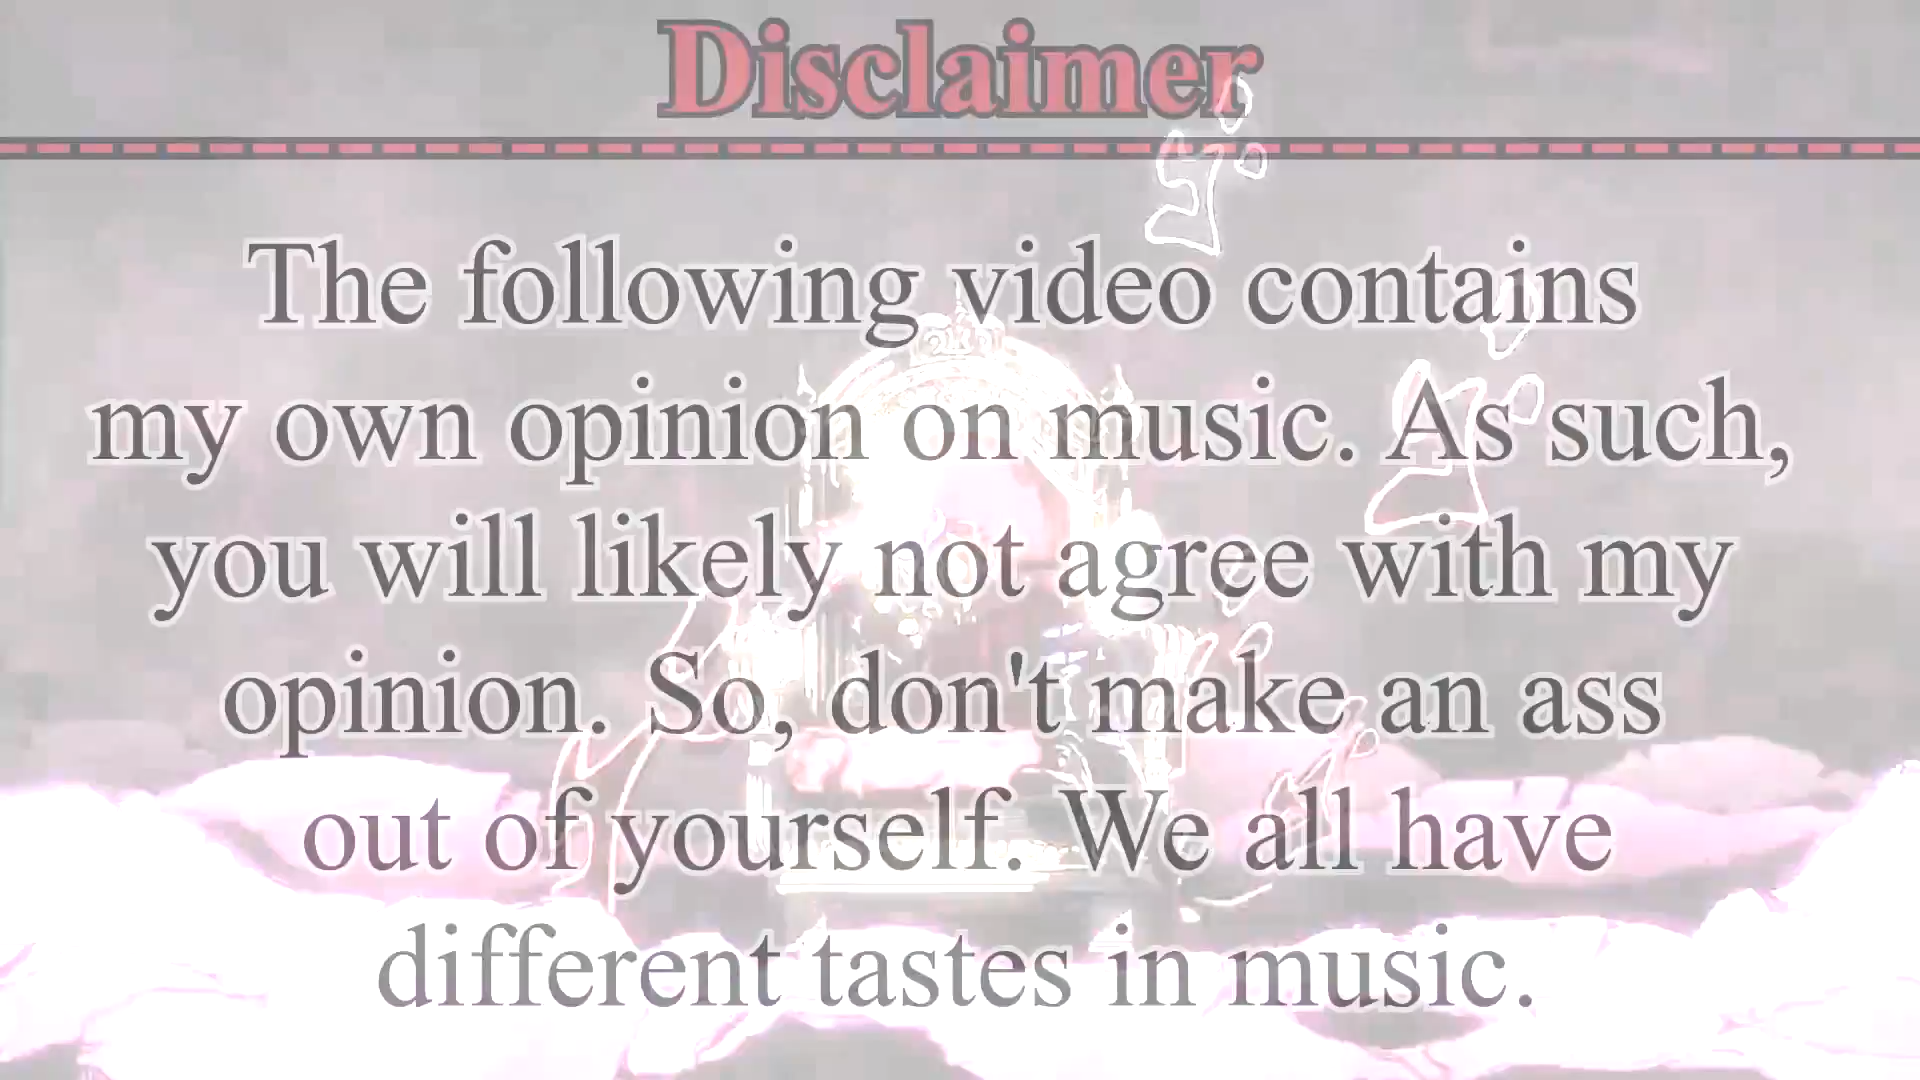 Disclaimer
The following video contains
my own opinion on music. As such,
you will likely not agree with my
opinion. So, don't make an ass
out of yourself. We all have
different tastes in music.